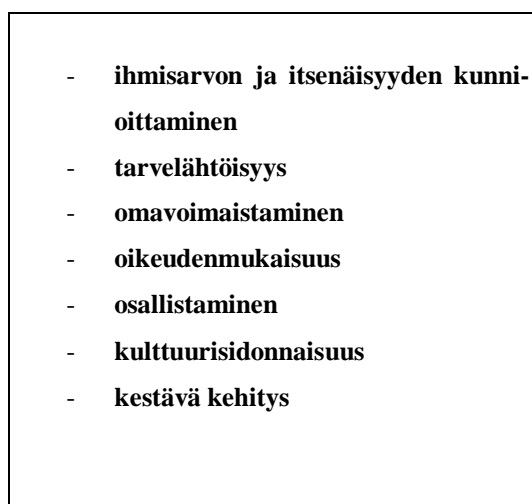 - ihmisarvon ja itsenäisyyden kunni-
oittaminen
- tarvelähtöisyys
- omavoimaistaminen
- oikeudenmukaisuus
- osallistaminen
- kulttuurisidonnaisuus
- kestävä kehitys